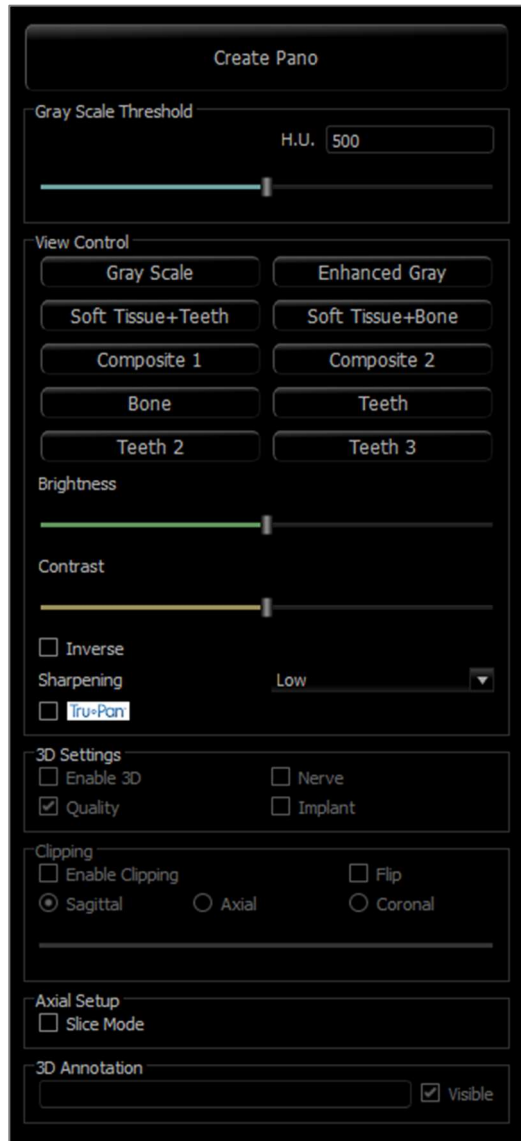 Create Pano
Gray Scale Threshold
H.U. 500
View Control
Gray Scale Enhanced Gray
Soft Tissue+Teeth Soft Tissue+Bone
Composite 1 Composite 2
Bone Teeth
Teeth 2 Teeth 3
Brightness
Contrast
Inverse
Sharpening Low
Tru•Pan™
3D Settings
Enable 3D Nerve
Quality Implant
Clipping
Enable Clipping Flip
Sagittal Axial Coronal
Axial Setup
Slice Mode
3D Annotation
Visible